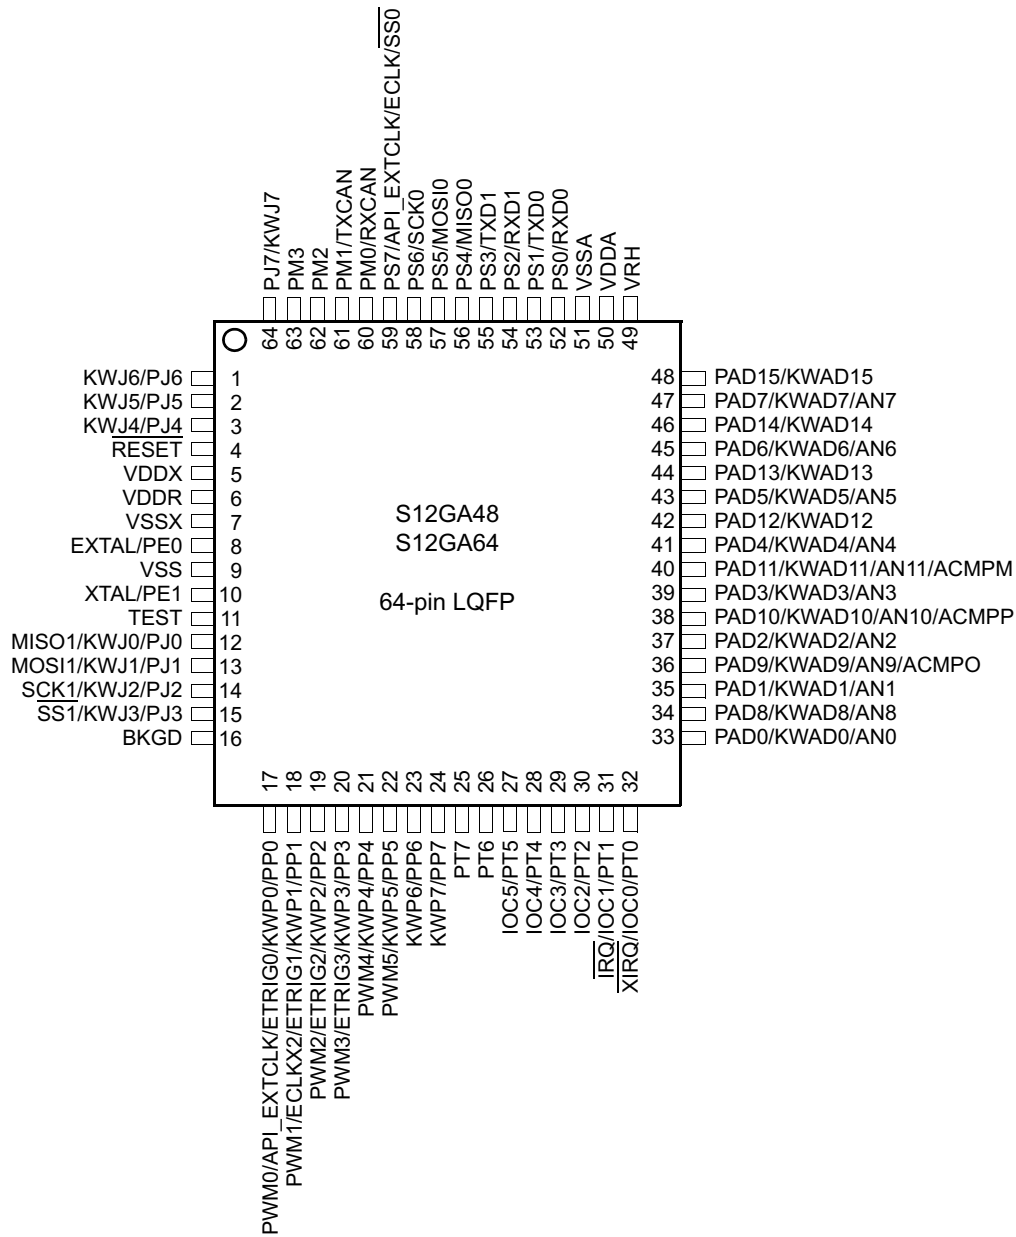 PJ7/KWJ7
PM3
PM2
PM1/TXCAN
PM0/RXCAN
PS7/API_EXTCLK/ECLK/SS0
PS6/SCK0
PS5/MOSI0
PS4/MISO0
PS3/TXD1
PS2/RXD1
PS1/TXD0
PS0/RXD0
VSSA
VDDA
VRH
64 63 62 61 60 59 58 57 56 55 54 53 52 51 50 49
KWJ6/PJ6 1
KWJ5/PJ5 2
KWJ4/PJ4 3
RESET 4
VDDX 5
VDDR 6
VSSX 7
EXTAL/PE0 8
VSS 9
XTAL/PE1 10
TEST 11
MISO1/KWJ0/PJ0 12
MOSI1/KWJ1/PJ1 13
SCK1/KWJ2/PJ2 14
SS1/KWJ3/PJ3 15
BKGD 16
S12GA48
S12GA64
64-pin LQFP
48 PAD15/KWAD15
47 PAD7/KWAD7/AN7
46 PAD14/KWAD14
45 PAD6/KWAD6/AN6
44 PAD13/KWAD13
43 PAD5/KWAD5/AN5
42 PAD12/KWAD12
41 PAD4/KWAD4/AN4
40 PAD11/KWAD11/AN11/ACMPM
39 PAD3/KWAD3/AN3
38 PAD10/KWAD10/AN10/ACMPP
37 PAD2/KWAD2/AN2
36 PAD9/KWAD9/AN9/ACMPO
35 PAD1/KWAD1/AN1
34 PAD8/KWAD8/AN8
33 PAD0/KWAD0/AN0
17 18 19 20 21 22 23 24 25 26 27 28 29 30 31 32
PWM0/API_EXTCLK/ETRIG0/KWP0/PP0
PWM1/ECLKX2/ETRIG1/KWP1/PP1
PWM2/ETRIG2/KWP2/PP2
PWM3/ETRIG3/KWP3/PP3
PWM4/KWP4/PP4
PWM5/KWP5/PP5
KWP6/PP6
KWP7/PP7
PT7
PT6
IOC5/PT5
IOC4/PT4
IOC3/PT3
IOC2/PT2
IRQ/IOC1/PT1
XIRQ/IOC0/PT0